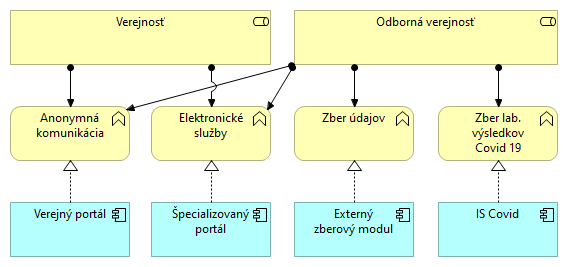 Verejnosť
Odborná verejnosť
Anonymná
komunikácia
Elektronické
služby
Zber údajov
Zber lab.
výsledkov
Covid 19
Verejný portál
Špecializovaný
portál
Externý
zberový modul
IS Covid